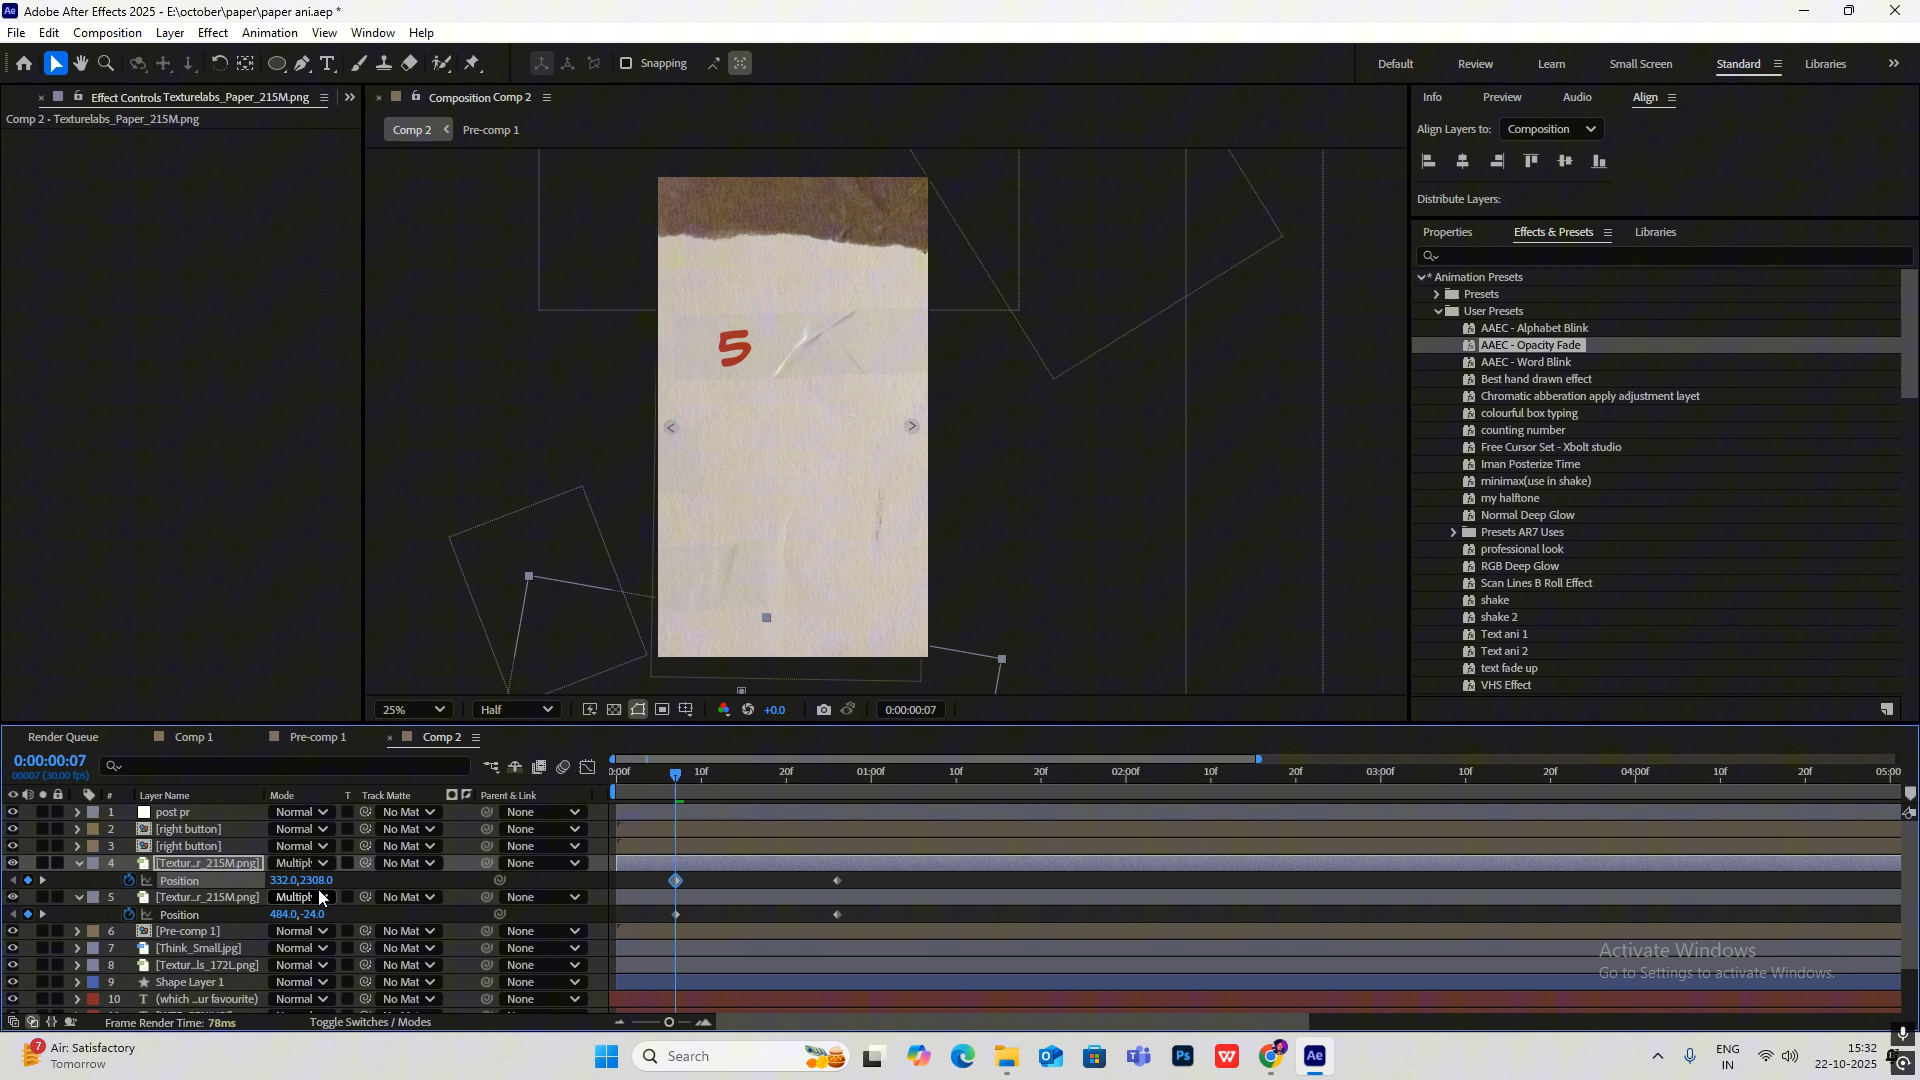 Adobe After Effects 2025 - E:\october\paper\paper ani.aep *
File Edit Composition Layer Effect Animation View Window Help
Snapping
Default Review Learn Small Screen Standard Libraries
Effect Controls Texturelabs_Paper_215M.png
Composition Comp 2
Info Preview Audio Align
Comp 2 - Texturelabs_Paper_215M.png
Comp 2 Pre-comp 1
Align Layers to: Composition
Distribute Layers:
Properties Effects & Presets Libraries
* Animation Presets
Presets
User Presets
AAEC - Alphabet Blink
AAEC - Opacity Fade
AAEC - Word Blink
Best hand drawn effect
Chromatic abberation apply adjustment layet
colourful box typing
counting number
Free Cursor Set - Xbolt studio
Iman Posterize Time
minimax(use in shake)
my halftone
Normal Deep Glow
Presets AR7 Uses
professional look
RGB Deep Glow
Scan Lines B Roll Effect
shake
shake 2
Text ani 1
Text ani 2
text fade up
VHS Effect
5
25% Half +0.0 0:00:00:07
Render Queue Comp 1 Pre-comp 1 Comp 2
0:00:00:07
00007 (30.00 fps)
0:00f 10f 20f 01:00f 10f 20f 02:00f 10f 20f 03:00f 10f 20f 04:00f 10f 20f 05:00
# Layer Name Mode T Track Matte Parent & Link
1 post pr Normal No Mat None
2 [right button] Normal No Mat None
3 [right button] Normal No Mat None
4 [Textur...r_215M.png] Multipl No Mat None
Position 332.0,2308.0
5 [Textur...r_215M.png] Multipl No Mat None
Position 484.0,-24.0
6 [Pre-comp 1] Normal No Mat None
7 [Think_Small.jpg] Normal No Mat None
8 [Textur...ls_172L.png] Normal No Mat None
9 Shape Layer 1 Normal No Mat None
10 T (which ...ur favourite) Normal No Mat None
Frame Render Time: 78ms Toggle Switches / Modes
Activate Windows
Go to Settings to activate Windows.
7 Air: Satisfactory
Tomorrow
Search
Ps
Ae
ENG
IN
15:32
22-10-2025